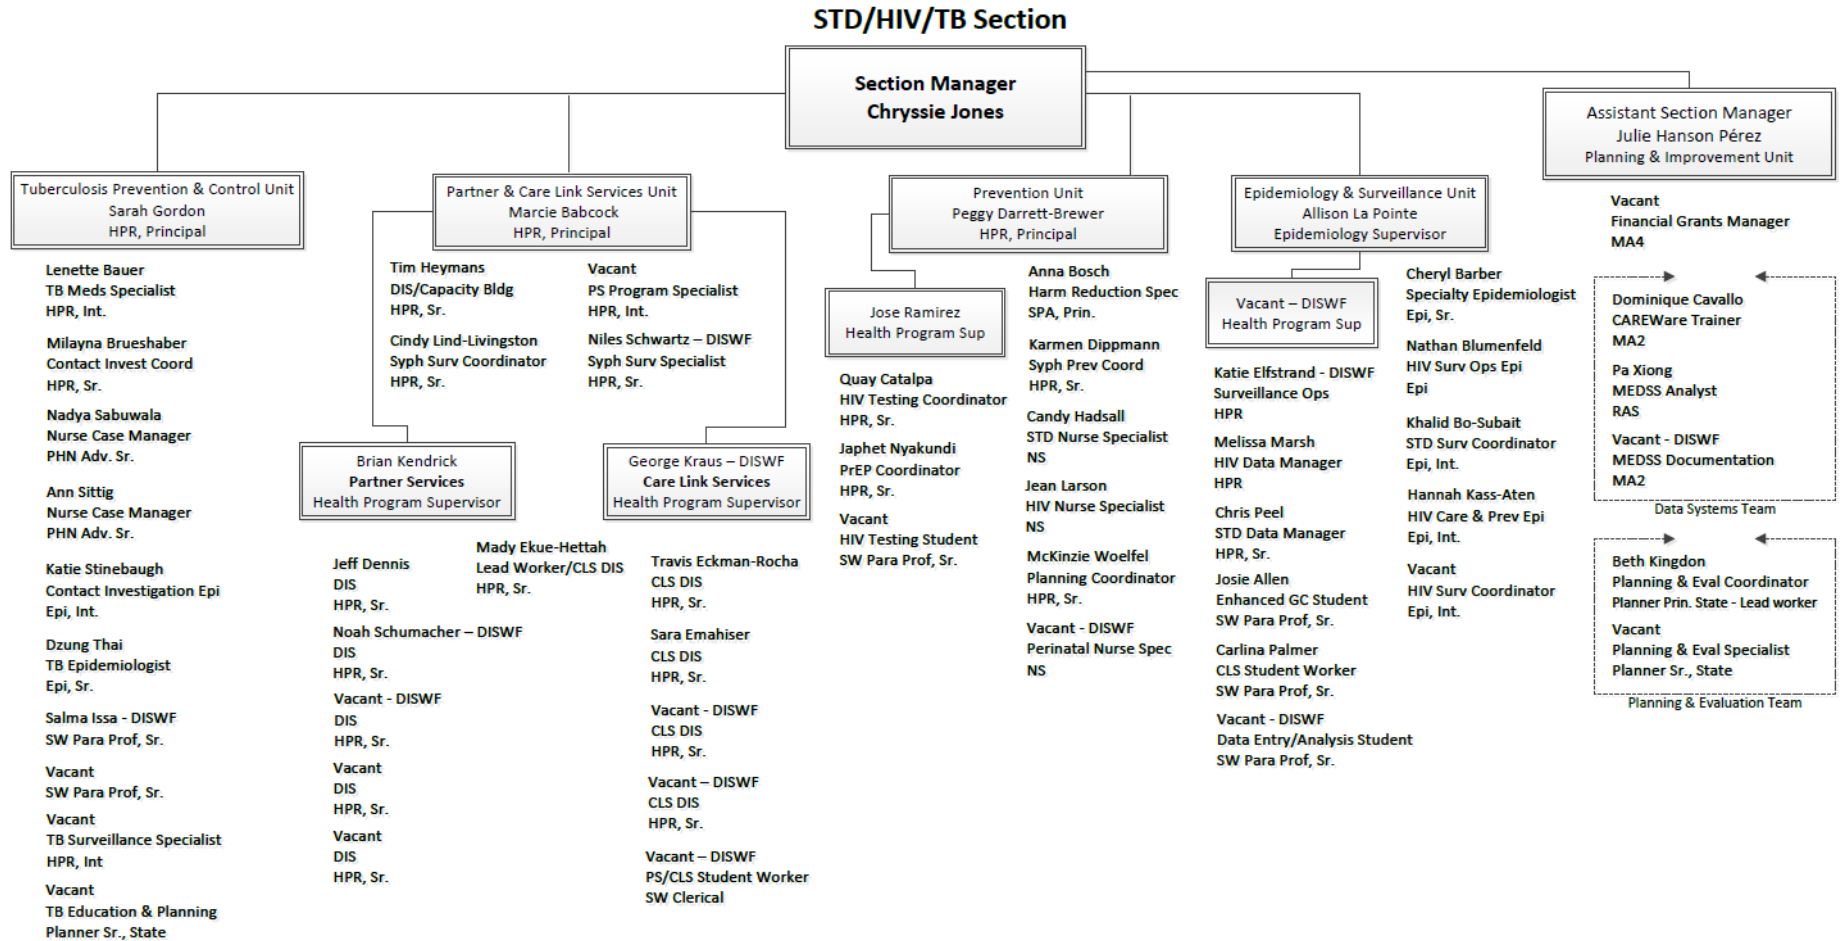 STD/HIV/TB Section
Section Manager
Chryssie Jones
Assistant Section Manager
Julie Hanson Pérez
Planning & Improvement Unit
Tuberculosis Prevention & Control Unit
Sarah Gordon
HPR, Principal
Lenette Bauer
TB Meds Specialist
HPR, Int.
Milayna Brueshaber
Contact Invest Coord
HPR, Sr.
Nadya Sabuwala
Nurse Case Manager
PHN Adv. Sr.
Ann Sittig
Nurse Case Manager
PHN Adv. Sr.
Katie Stinebaugh
Contact Investigation Epi
Epi, Int.
Dzung Thai
TB Epidemiologist
Epi, Sr.
Salma Issa - DISWF
SW Para Prof, Sr.
Vacant
SW Para Prof, Sr.
Vacant
TB Surveillance Specialist
HPR, Int
Vacant
TB Education & Planning
Planner Sr., State
Partner & Care Link Services Unit
Marcie Babcock
HPR, Principal
Tim Heymans
DIS/Capacity Bldg
HPR, Sr.
Cindy Lind-Livingston
Syph Surv Coordinator
HPR, Sr.
Vacant
PS Program Specialist
HPR, Int.
Niles Schwartz – DISWF
Syph Surv Specialist
HPR, Sr.
Brian Kendrick
Partner Services
Health Program Supervisor
Jeff Dennis
DIS
HPR, Sr.
Noah Schumacher – DISWF
DIS
HPR, Sr.
Vacant - DISWF
DIS
HPR, Sr.
Vacant
DIS
HPR, Sr.
Vacant
DIS
HPR, Sr.
Mady Ekue-Hettah
Lead Worker/CLS DIS
HPR, Sr.
George Kraus – DISWF
Care Link Services
Health Program Supervisor
Travis Eckman-Rocha
CLS DIS
HPR, Sr.
Sara Emahiser
CLS DIS
HPR, Sr.
Vacant - DISWF
CLS DIS
HPR, Sr.
Vacant – DISWF
CLS DIS
HPR, Sr.
Vacant – DISWF
PS/CLS Student Worker
SW Clerical
Prevention Unit
Peggy Darrett-Brewer
HPR, Principal
Jose Ramirez
Health Program Sup
Quay Catalpa
HIV Testing Coordinator
HPR, Sr.
Japhet Nyakundi
PrEP Coordinator
HPR, Sr.
Vacant
HIV Testing Student
SW Para Prof, Sr.
Anna Bosch
Harm Reduction Spec
SPA, Prin.
Karmen Dippmann
Syph Prev Coord
HPR, Sr.
Candy Hadsall
STD Nurse Specialist
NS
Jean Larson
HIV Nurse Specialist
NS
McKinzie Woelfel
Planning Coordinator
HPR, Sr.
Vacant - DISWF
Perinatal Nurse Spec
NS
Epidemiology & Surveillance Unit
Allison La Pointe
Epidemiology Supervisor
Vacant – DISWF
Health Program Sup
Katie Elfstrand - DISWF
Surveillance Ops
HPR
Melissa Marsh
HIV Data Manager
HPR
Chris Peel
STD Data Manager
HPR, Sr.
Josie Allen
Enhanced GC Student
SW Para Prof, Sr.
Carlina Palmer
CLS Student Worker
SW Para Prof, Sr.
Vacant - DISWF
Data Entry/Analysis Student
SW Para Prof, Sr.
Cheryl Barber
Specialty Epidemiologist
Epi, Sr.
Nathan Blumenfeld
HIV Surv Ops Epi
Epi
Khalid Bo-Subait
STD Surv Coordinator
Epi, Int.
Hannah Kass-Aten
HIV Care & Prev Epi
Epi, Int.
Vacant
HIV Surv Coordinator
Epi, Int.
Vacant
Financial Grants Manager
MA4
Dominique Cavallo
CAREWare Trainer
MA2
Pa Xiong
MEDSS Analyst
RAS
Vacant - DISWF
MEDSS Documentation
MA2
Data Systems Team
Beth Kingdon
Planning & Eval Coordinator
Planner Prin. State - Lead worker
Vacant
Planning & Eval Specialist
Planner Sr., State
Planning & Evaluation Team